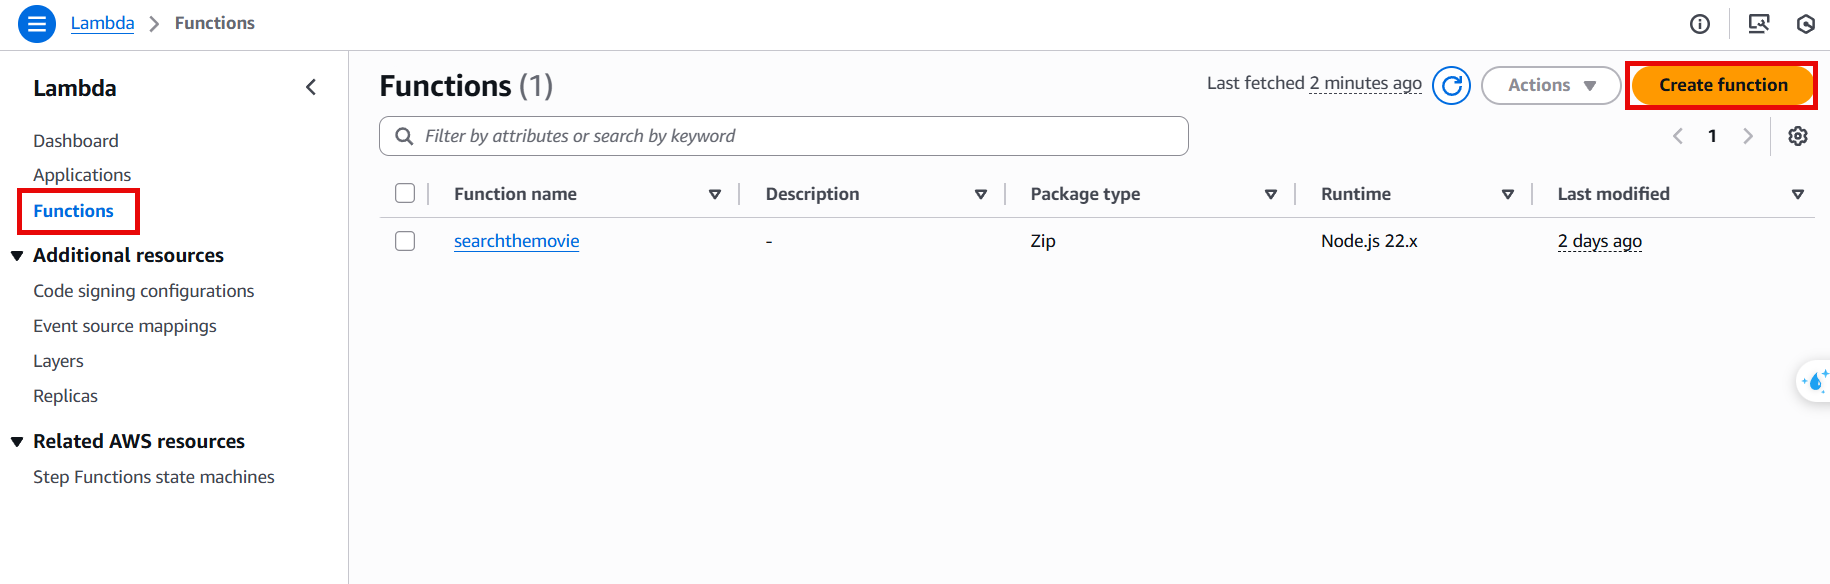 Lambda > Functions
Lambda
Dashboard
Applications
Functions
Additional resources
Code signing configurations
Event source mappings
Layers
Replicas
Related AWS resources
Step Functions state machines
Functions (1)
Last fetched 2 minutes ago
Actions
Create function
Filter by attributes or search by keyword
1
Function name Description Package type Runtime Last modified
searchthemovie - Zip Node.js 22.x 2 days ago